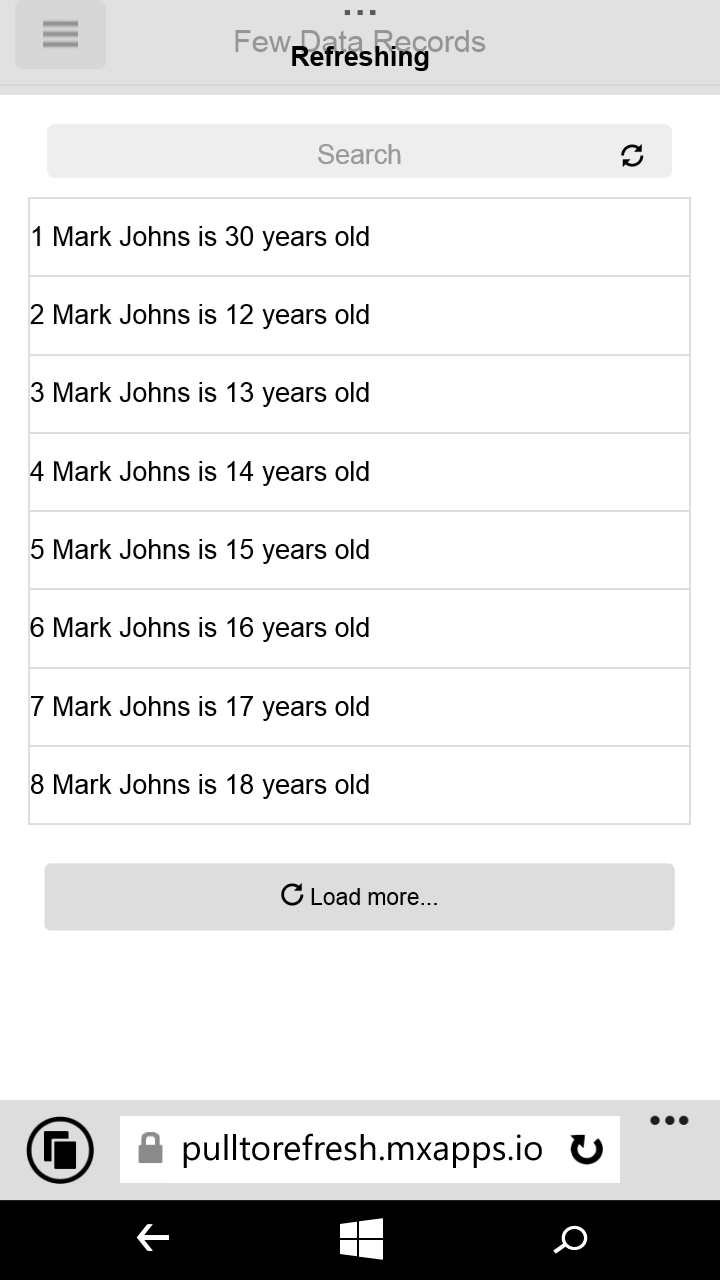 Few Data Records
Refreshing
Search
1 Mark Johns is 30 years old
2 Mark Johns is 12 years old
3 Mark Johns is 13 years old
4 Mark Johns is 14 years old
5 Mark Johns is 15 years old
6 Mark Johns is 16 years old
7 Mark Johns is 17 years old
8 Mark Johns is 18 years old
Load more...
pulltorefresh.mxapps.io